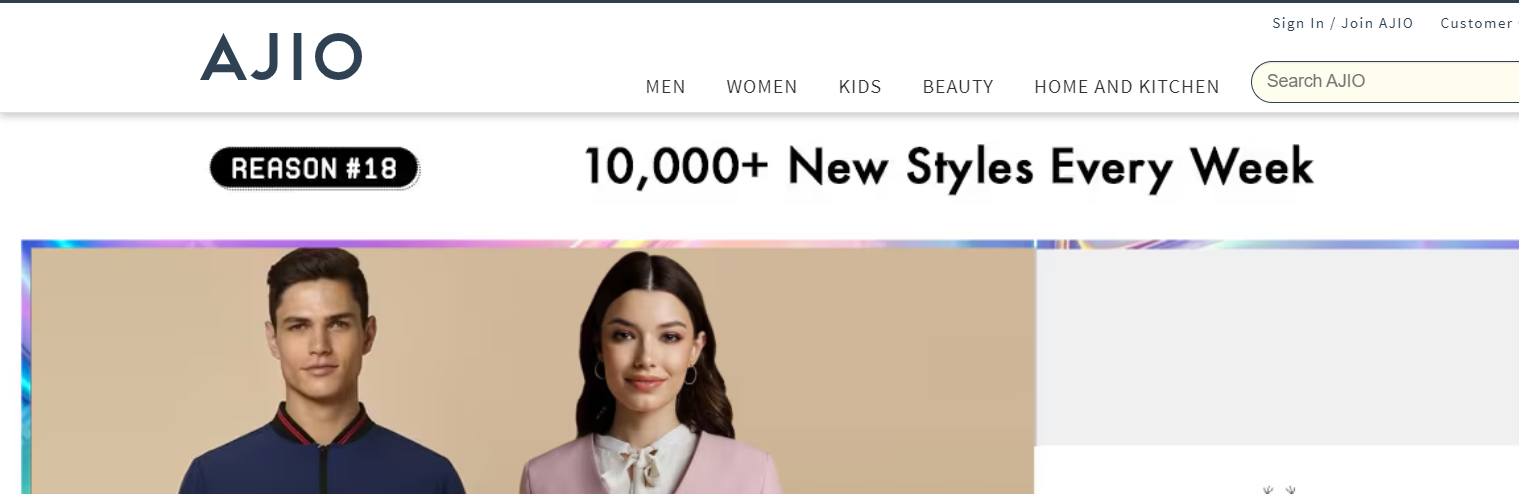 Sign In / Join AJIO Customer
AJIO
MEN WOMEN KIDS BEAUTY HOME AND KITCHEN Search AJIO
REASON #18 10,000+ New Styles Every Week